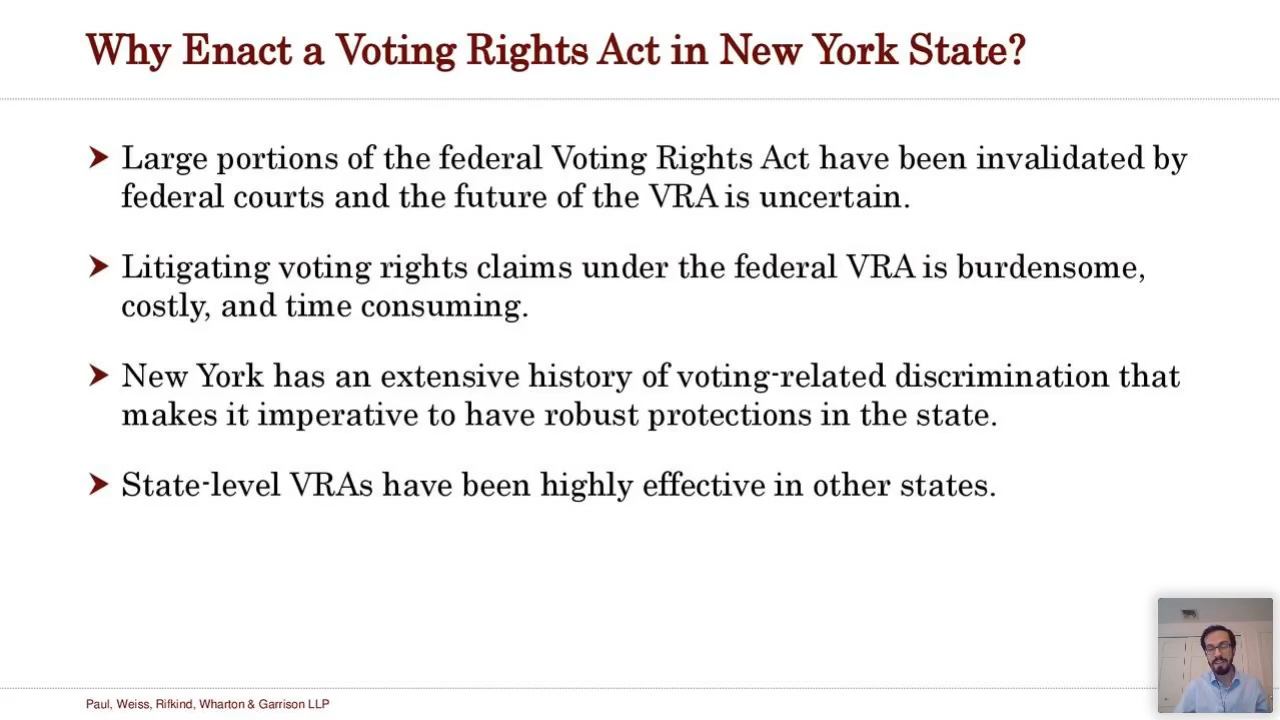 Why Enact a Voting Rights Act in New York State?
Large portions of the federal Voting Rights Act have been invalidated by
federal courts and the future of the VRA is uncertain.
Litigating voting rights claims under the federal VRA is burdensome,
costly, and time consuming.
New York has an extensive history of voting-related discrimination that
makes it imperative to have robust protections in the state.
State-level VRAs have been highly effective in other states.
Paul, Weiss, Rifkind, Wharton & Garrison LLP